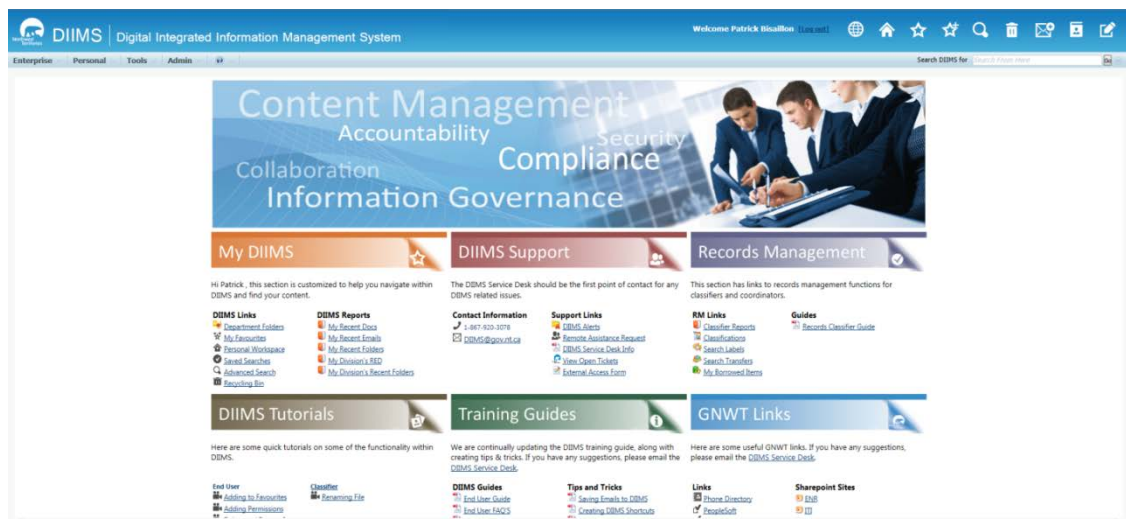 Northwest Territories
DIIMS | Digital Integrated Information Management System
Welcome Patrick Bisaillon [Log out]
Enterprise Personal Tools Admin
Search DIIMS for Search From Here Go
Content Management
Accountability
Security
Compliance
Collaboration
Information Governance
My DIIMS
Hi Patrick , this section is customized to help you navigate within
DIIMS and find your content.
DIIMS Links
Department Folders
My Favourites
Personal Workspace
Saved Searches
Advanced Search
Recycling Bin
DIIMS Reports
My Recent Docs
My Recent Emails
My Recent Folders
My Division's RED
My Division's Recent Folders
DIIMS Support
The DIIMS Service Desk should be the first point of contact for any
DIIMS related issues.
Contact Information
1-867-920-3078
DIIMS@gov.nt.ca
Support Links
DIIMS Alerts
Remote Assistance Request
DIIMS Service Desk Info
View Open Tickets
External Access Form
Records Management
This section has links to records management functions for
classifiers and coordinators.
RM Links
Classifier Reports
Classifications
Search Labels
Search Transfers
My Borrowed Items
Guides
Records Classifier Guide
DIIMS Tutorials
Here are some quick tutorials on some of the functionality within
DIIMS.
End User
Adding to Favourites
Adding Permissions
Classifier
Renaming File
Training Guides
We are continually updating the DIIMS training guide, along with
creating tips & tricks. If you have any suggestions, please email the
DIIMS Service Desk.
DIIMS Guides
End User Guide
End User FAQ'S
Tips and Tricks
Saving Emails to DIIMS
Creating DIIMS Shortcuts
GNWT Links
Here are some useful GNWT links. If you have any suggestions,
please email the DIIMS Service Desk.
Links
Phone Directory
PeopleSoft
Sharepoint Sites
ENR
ITI